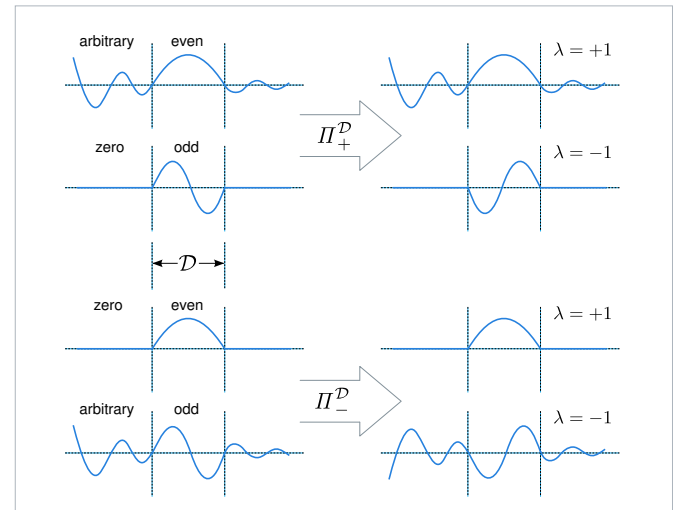 arbitrary even λ = +1
Π₊^𝒟
zero odd λ = −1
𝒟
zero even λ = +1
Π₋^𝒟
arbitrary odd λ = −1